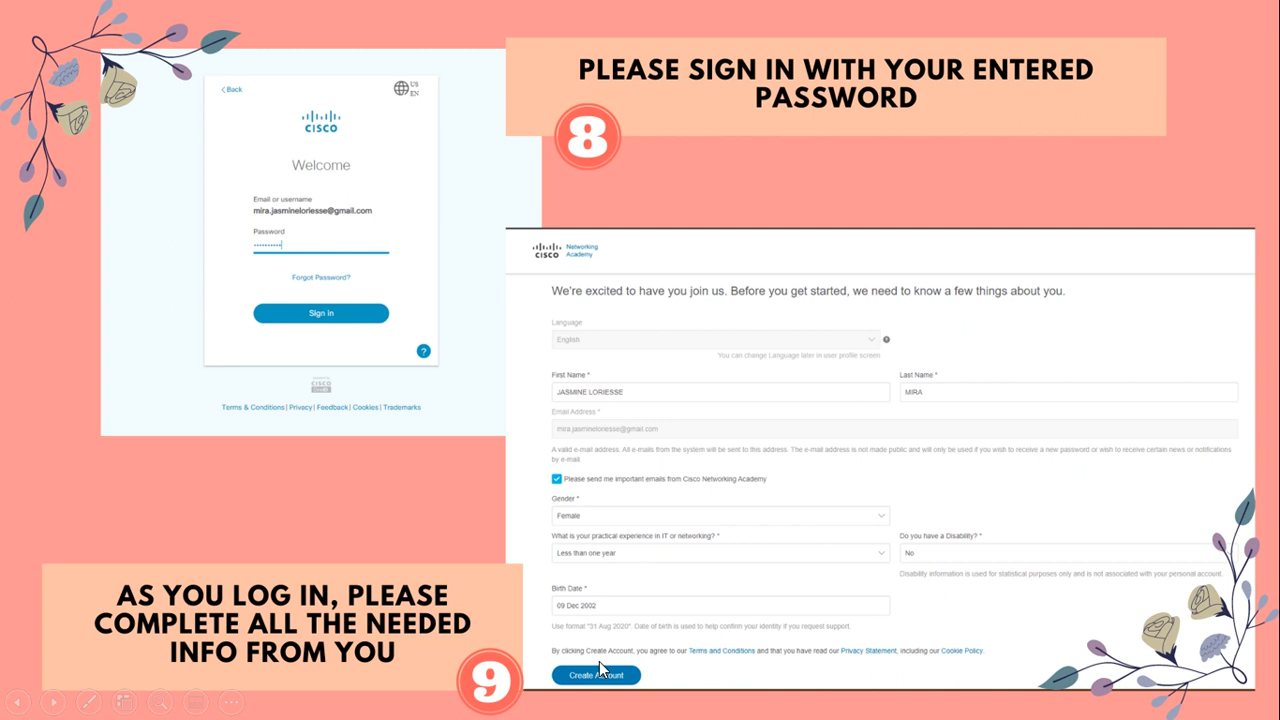 PLEASE SIGN IN WITH YOUR ENTERED
PASSWORD
8
Back
US
EN
CISCO
Welcome
Email or username
mira.jasmineloriesse@gmail.com
Password
Forgot Password?
Sign in
?
CISCO
Terms & Conditions | Privacy | Feedback | Cookies | Trademarks
CISCO
Networking
Academy
We're excited to have you join us. Before you get started, we need to know a few things about you.
Language
English
You can change Language later in user profile screen
First Name *
Last Name *
JASMINE LORIESSE
MIRA
Email Address *
mira.jasmineloriesse@gmail.com
A valid e-mail address. All e-mails from the system will be sent to this address. The e-mail address is not made public and will only be used if you wish to receive a new password or wish to receive certain news or notifications
by e-mail
Please send me important emails from Cisco Networking Academy
Gender *
Female
What is your practical experience in IT or networking? *
Do you have a Disability? *
Less than one year
No
Disability information is used for statistical purposes only and is not associated with your personal account.
Birth Date *
09 Dec 2002
Use format "31 Aug 2020". Date of birth is used to help confirm your identity if you request support.
By clicking Create Account, you agree to our Terms and Conditions and that you have read our Privacy Statement, including our Cookie Policy.
Create Account
AS YOU LOG IN, PLEASE
COMPLETE ALL THE NEEDED
INFO FROM YOU
9